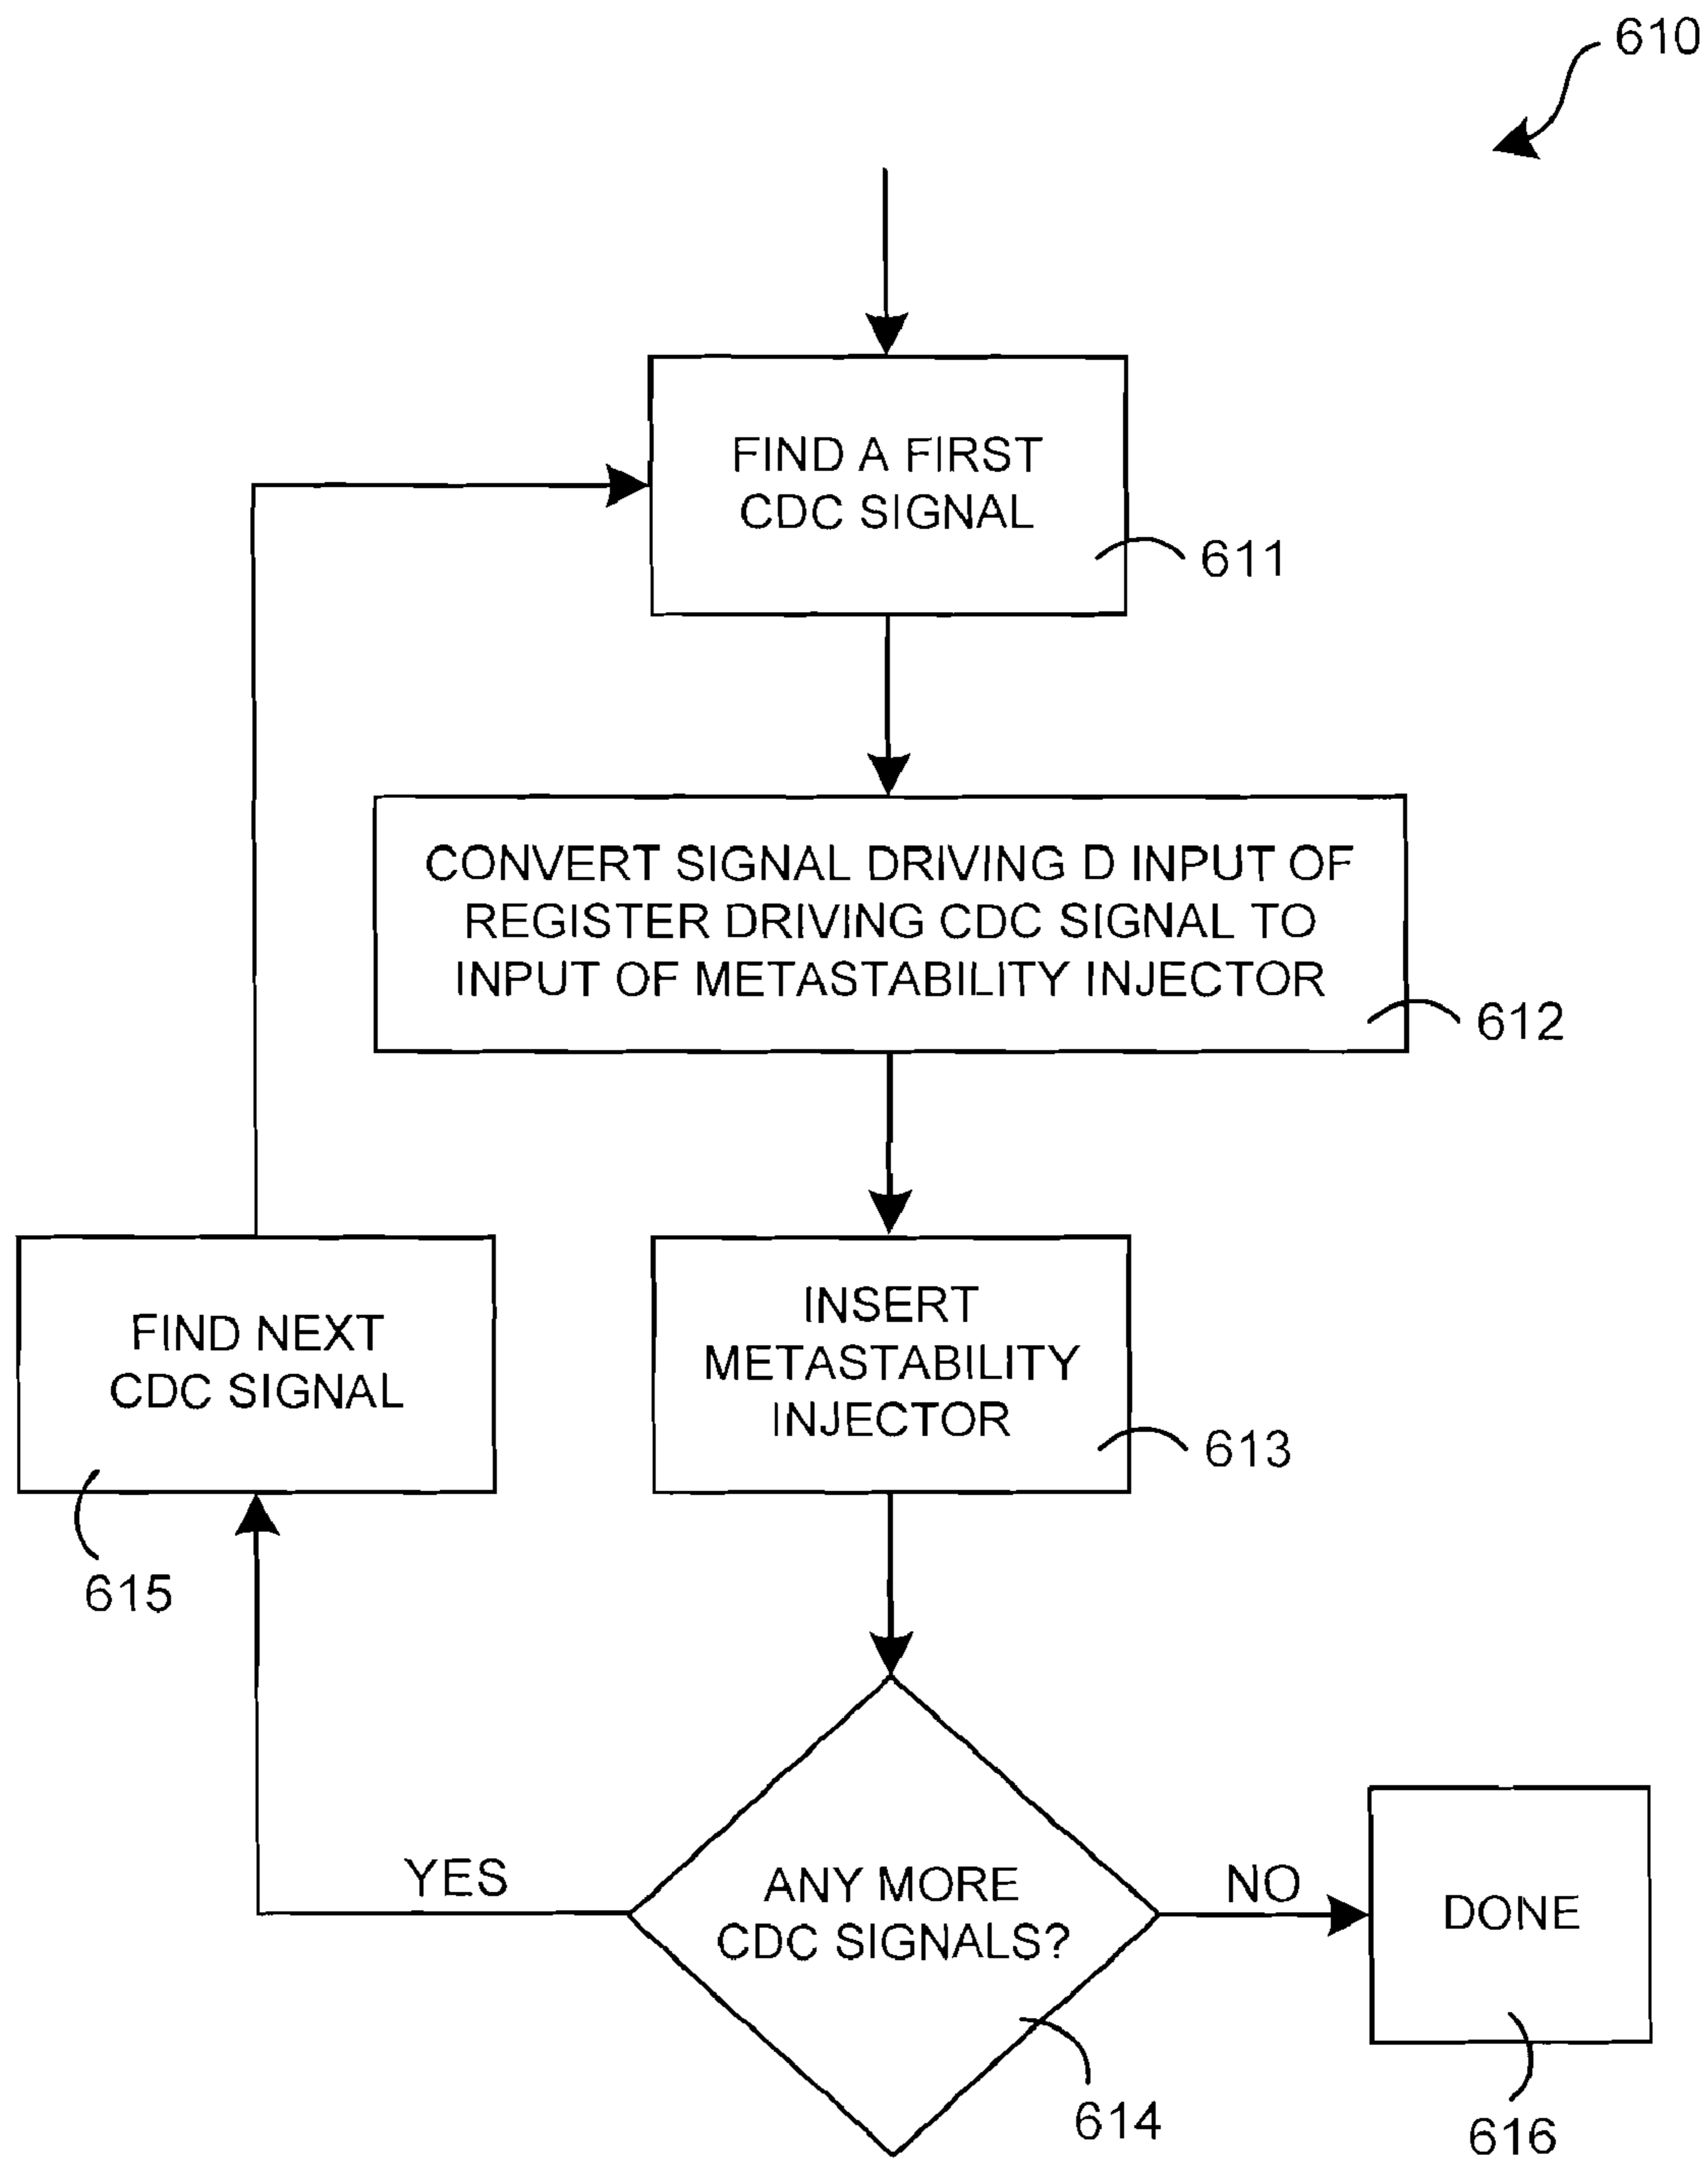 610
FIND A FIRST
CDC SIGNAL
611
CONVERT SIGNAL DRIVING D INPUT OF
REGISTER DRIVING CDC SIGNAL TO
INPUT OF METASTABILITY INJECTOR
612
INSERT
METASTABILITY
INJECTOR
613
FIND NEXT
CDC SIGNAL
615
YES
ANY MORE
CDC SIGNALS?
614
NO
DONE
616